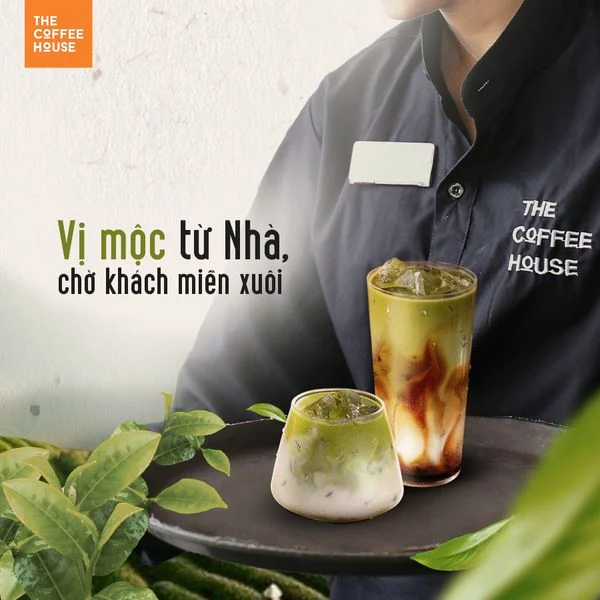 THE
COFFEE
HOUSE
Vị mộc từ Nhà,
chờ khách miền xuôi
THE
COFFEE
HOUSE